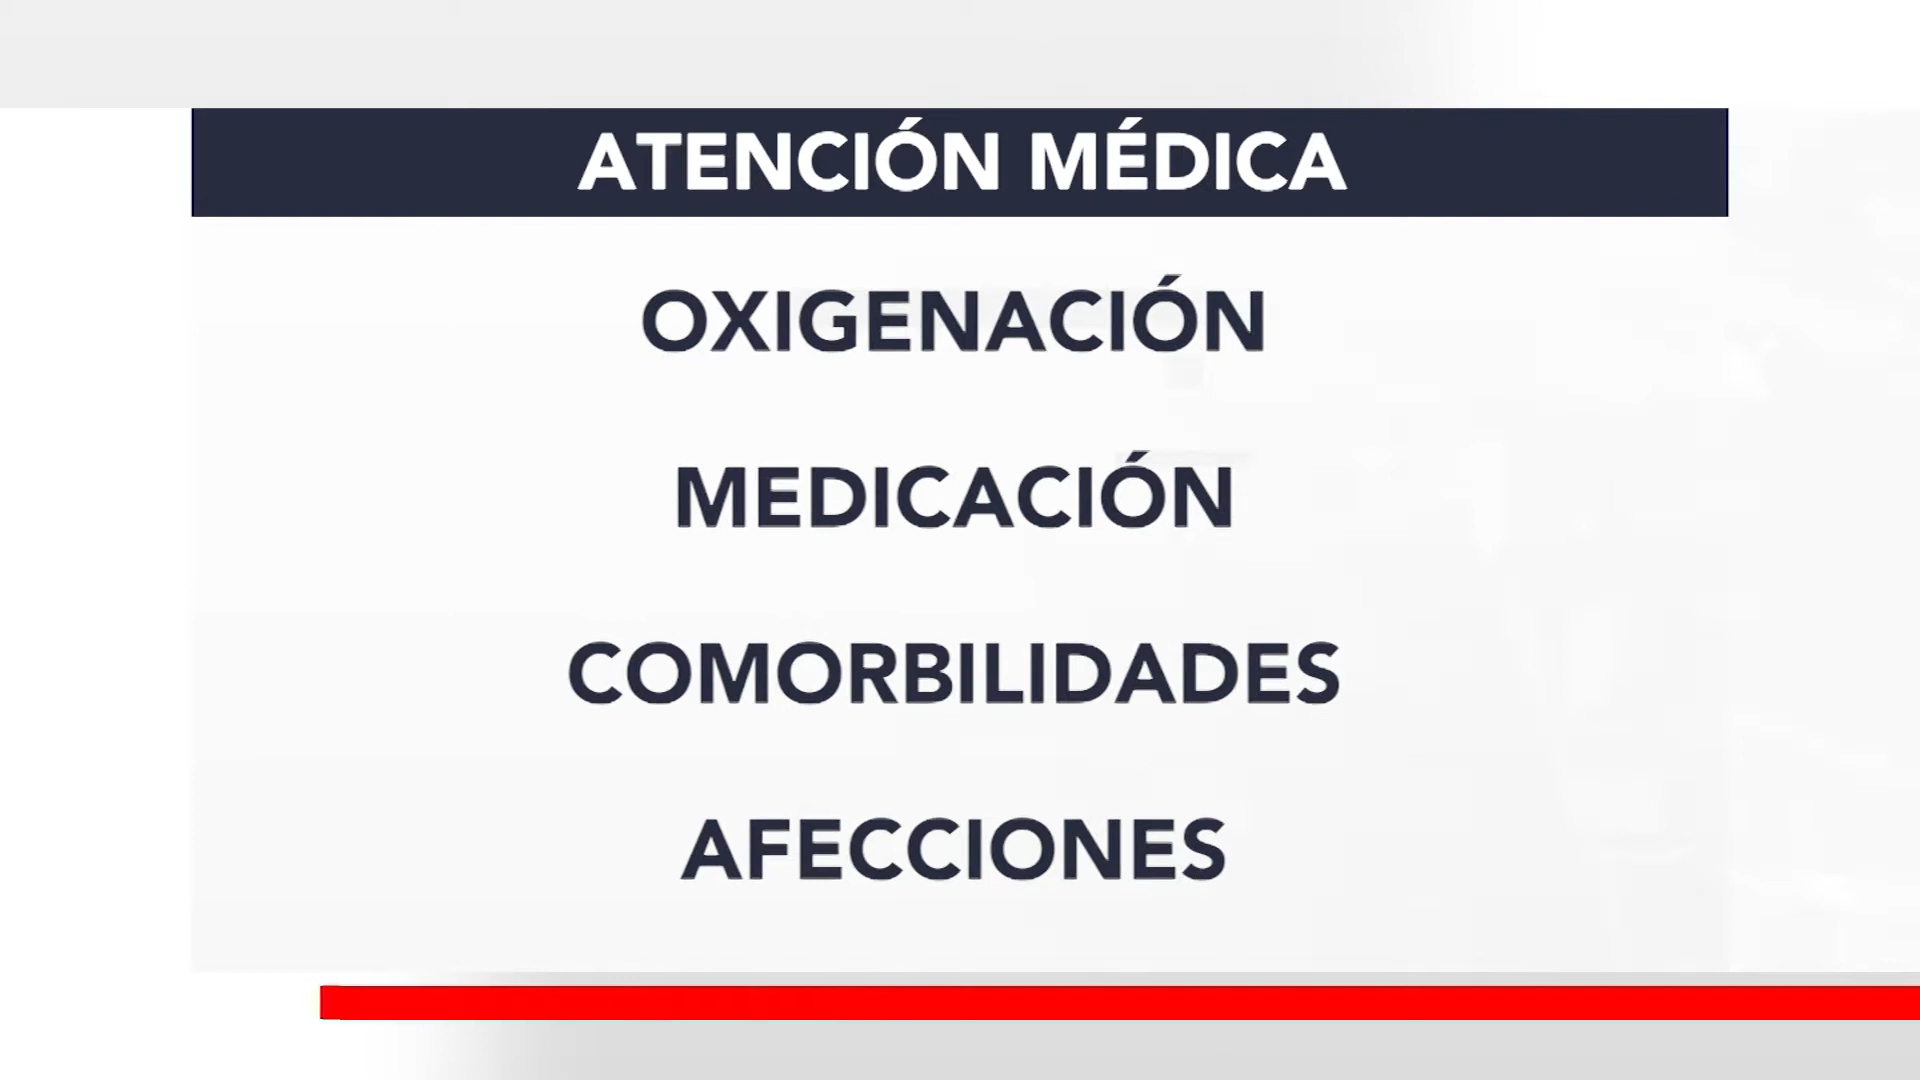 ATENCIÓN MÉDICA
OXIGENACIÓN
MEDICACIÓN
COMORBILIDADES
AFECCIONES